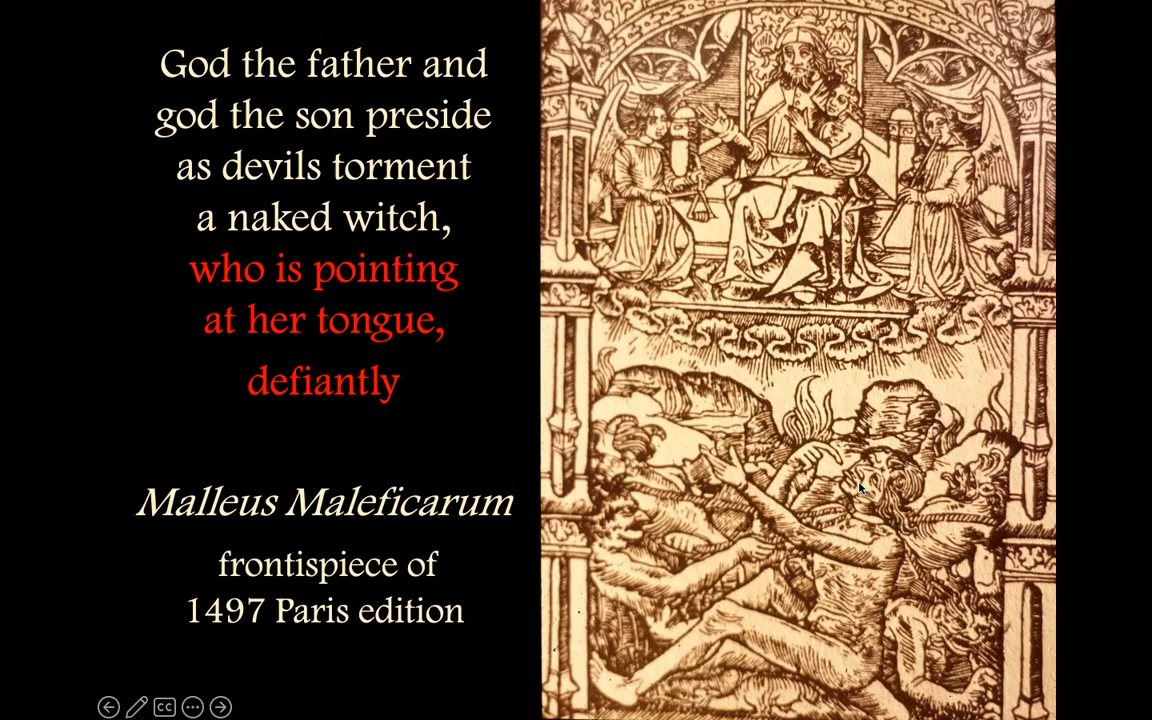 God the father and
god the son preside
as devils torment
a naked witch,
who is pointing
at her tongue,
defiantly
Malleus Maleficarum
frontispiece of
1497 Paris edition
CC